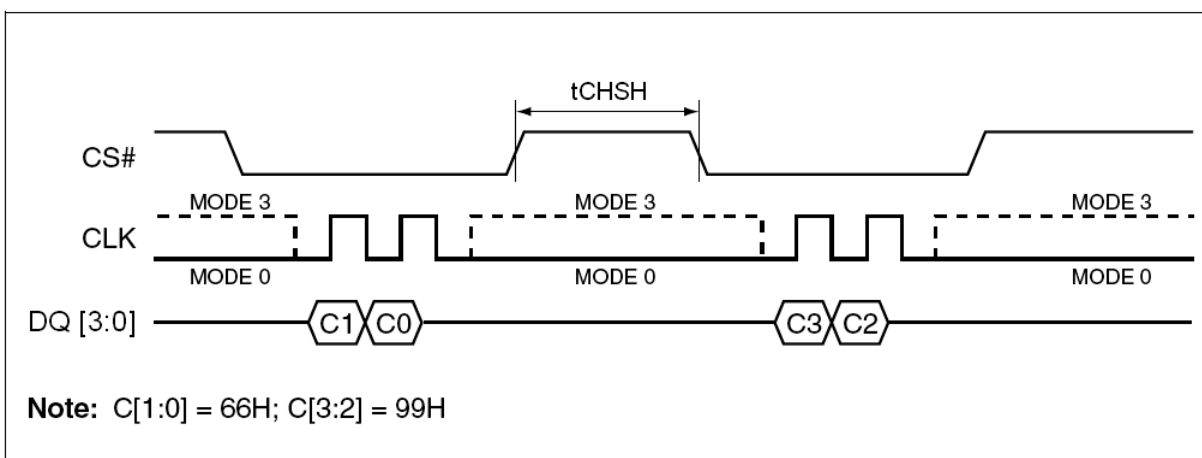 tCHSH
CS#
MODE 3 MODE 3 MODE 3
CLK
MODE 0 MODE 0 MODE 0
DQ [3:0] C1 C0 C3 C2
Note: C[1:0] = 66H; C[3:2] = 99H